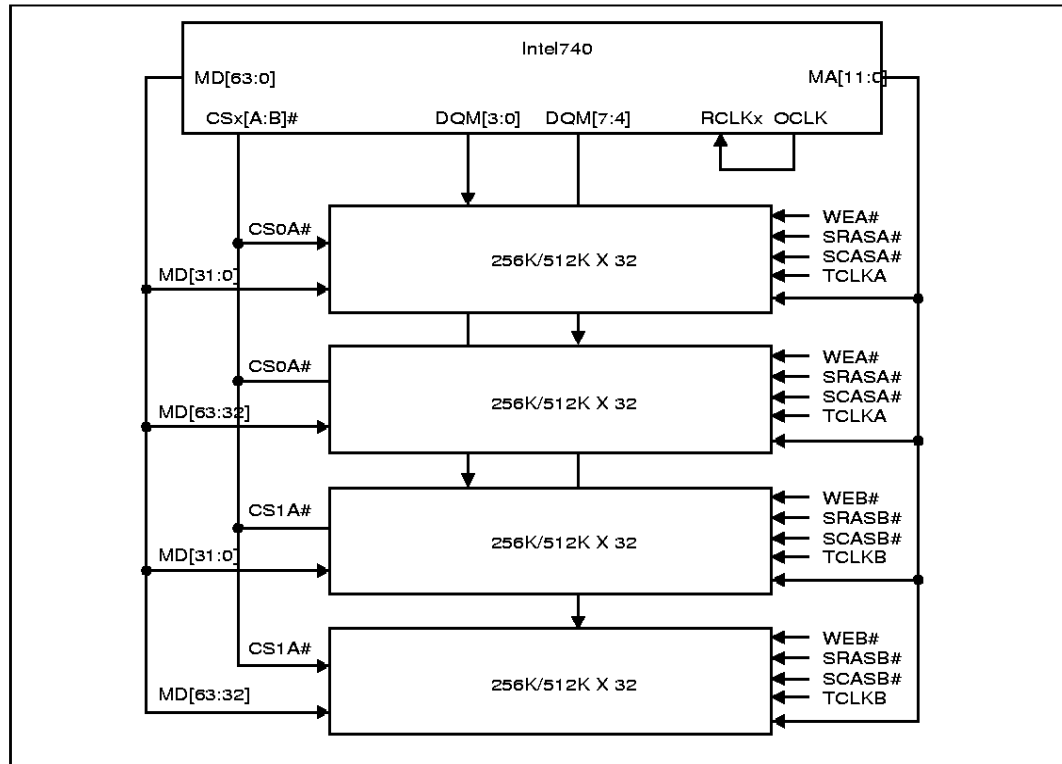 Intel740
MD[63:0]
MA[11:0]
CSx[A:B]#
DQM[3:0]
DQM[7:4]
RCLKx
OCLK
CS0A#
MD[31:0]
256K/512K X 32
WEA#
SRASA#
SCASA#
TCLKA
CS0A#
MD[63:32]
256K/512K X 32
WEA#
SRASA#
SCASA#
TCLKA
CS1A#
MD[31:0]
256K/512K X 32
WEB#
SRASB#
SCASB#
TCLKB
CS1A#
MD[63:32]
256K/512K X 32
WEB#
SRASB#
SCASB#
TCLKB